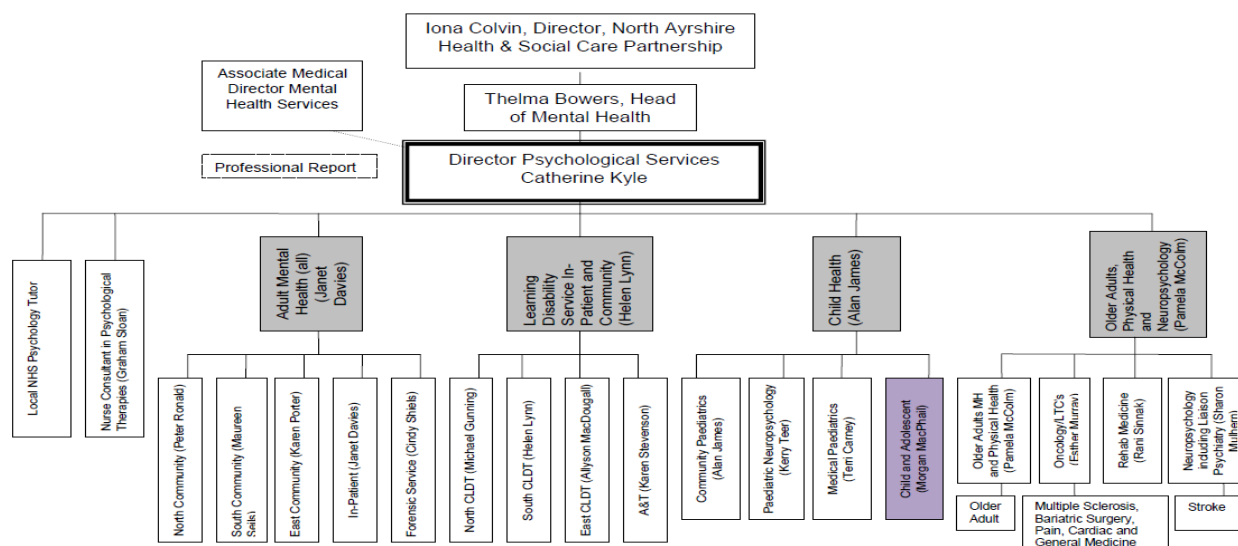 Iona Colvin, Director, North Ayrshire
Health & Social Care Partnership
Associate Medical
Director Mental
Health Services
Thelma Bowers, Head
of Mental Health
Professional Report
Director Psychological Services
Catherine Kyle
Local NHS Psychology Tutor
Nurse Consultant in Psychological
Therapies (Graham Sloan)
Adult Mental
Health (all)
(Janet
Davies)
Learning
Disability
Service In-
Patient and
Community
(Helen Lynn)
Child Health
(Alan James)
Older Adults,
Physical Health
and
Neuropsychology
(Pamela McColm)
North Community (Peter Ronald)
South Community (Maureen
Seils)
East Community (Karen Porter)
In-Patient (Janet Davies)
Forensic Service (Cindy Shiels)
North CLDT (Michael Gunning)
South CLDT (Helen Lynn)
East CLDT (Allyson MacDougall)
A&T (Karen Stevenson)
Community Paediatrics
(Alan James)
Paediatric Neuropsychology
(Kerry Teer)
Medical Paediatrics
(Terri Carney)
Child and Adolescent
(Morgan MacPhail)
Older Adults MH
and Physical Health
(Pamela McColm)
Oncology/LTC's
(Esther Murray)
Rehab Medicine
(Rani Sinnak)
Neuropsychology
including Liaison
Psychiatry (Sharon
Mulhern)
Older
Adult
Multiple Sclerosis,
Bariatric Surgery,
Pain, Cardiac and
General Medicine
Stroke